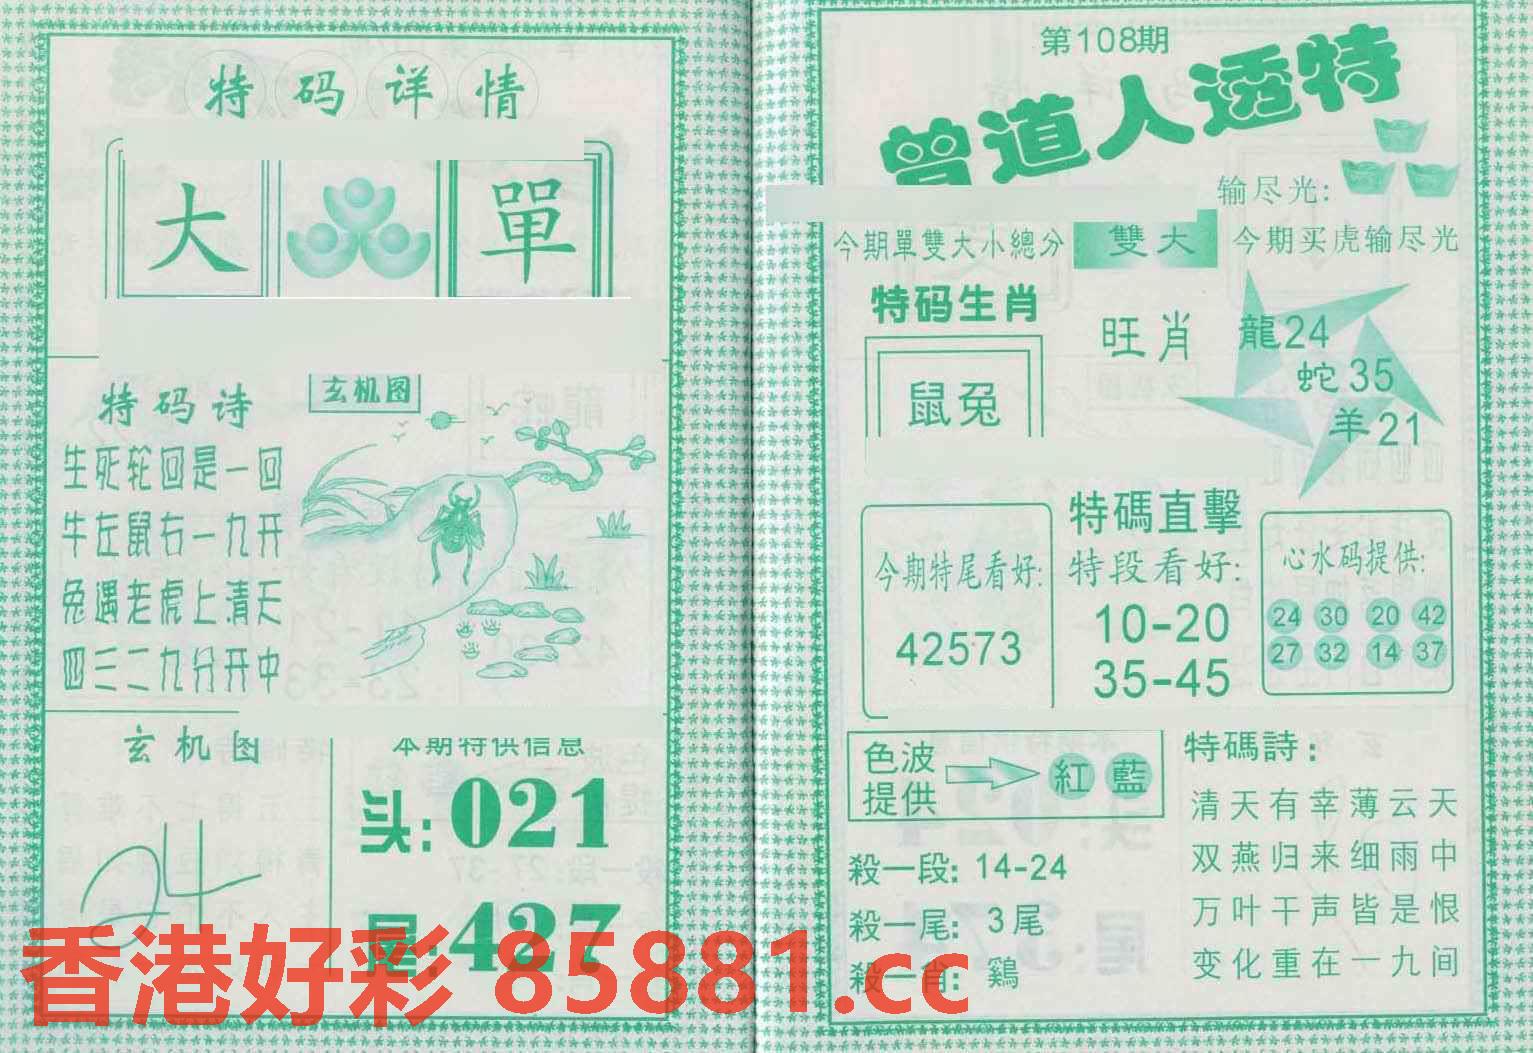 特码详情
大 單
特码诗
生死轮回是一回
牛左鼠右一九开
兔遇老虎上清天
四三二九分开中
玄机图
玄机图
24
本期特供信息
头:021
尾:427
第108期
曾道人透特
输尽光:
今期單雙大小總分 雙大 今期买虎输尽光
特码生肖
鼠兔
旺肖
龍24
蛇35
羊21
今期特尾看好:
42573
特碼直擊
特段看好:
10-20
35-45
心水码提供:
24 30 20 42
27 32 14 37
色波提供 紅 藍
殺一段: 14-24
殺一尾: 3尾
殺一肖: 鷄
特碼詩:
清天有幸薄云天
双燕归来细雨中
万叶干声皆是恨
变化重在一九间
香港好彩 85881.cc